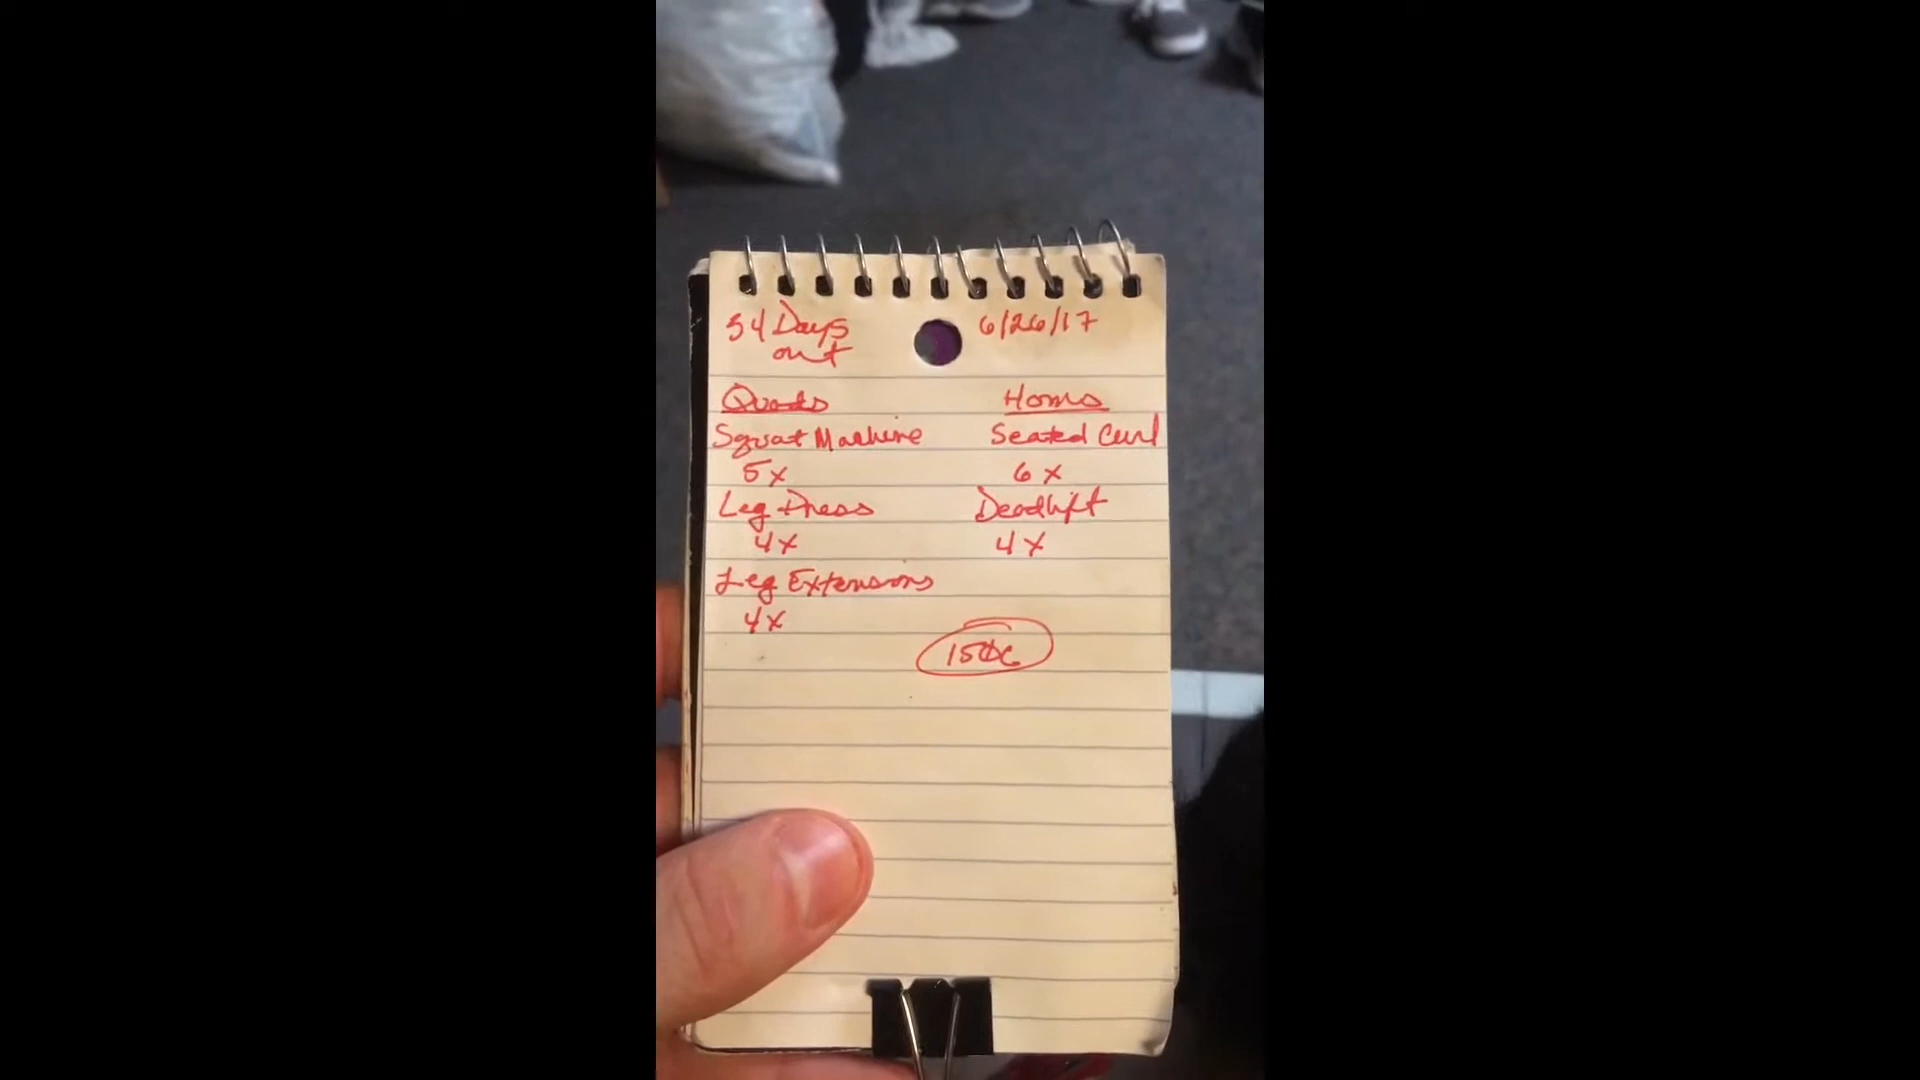 54 Days out 6/26/17
Quads Hams
Squat Machine Seated Curl
5x 6x
Leg Press Deadlift
4x 4x
Leg Extensions
4x